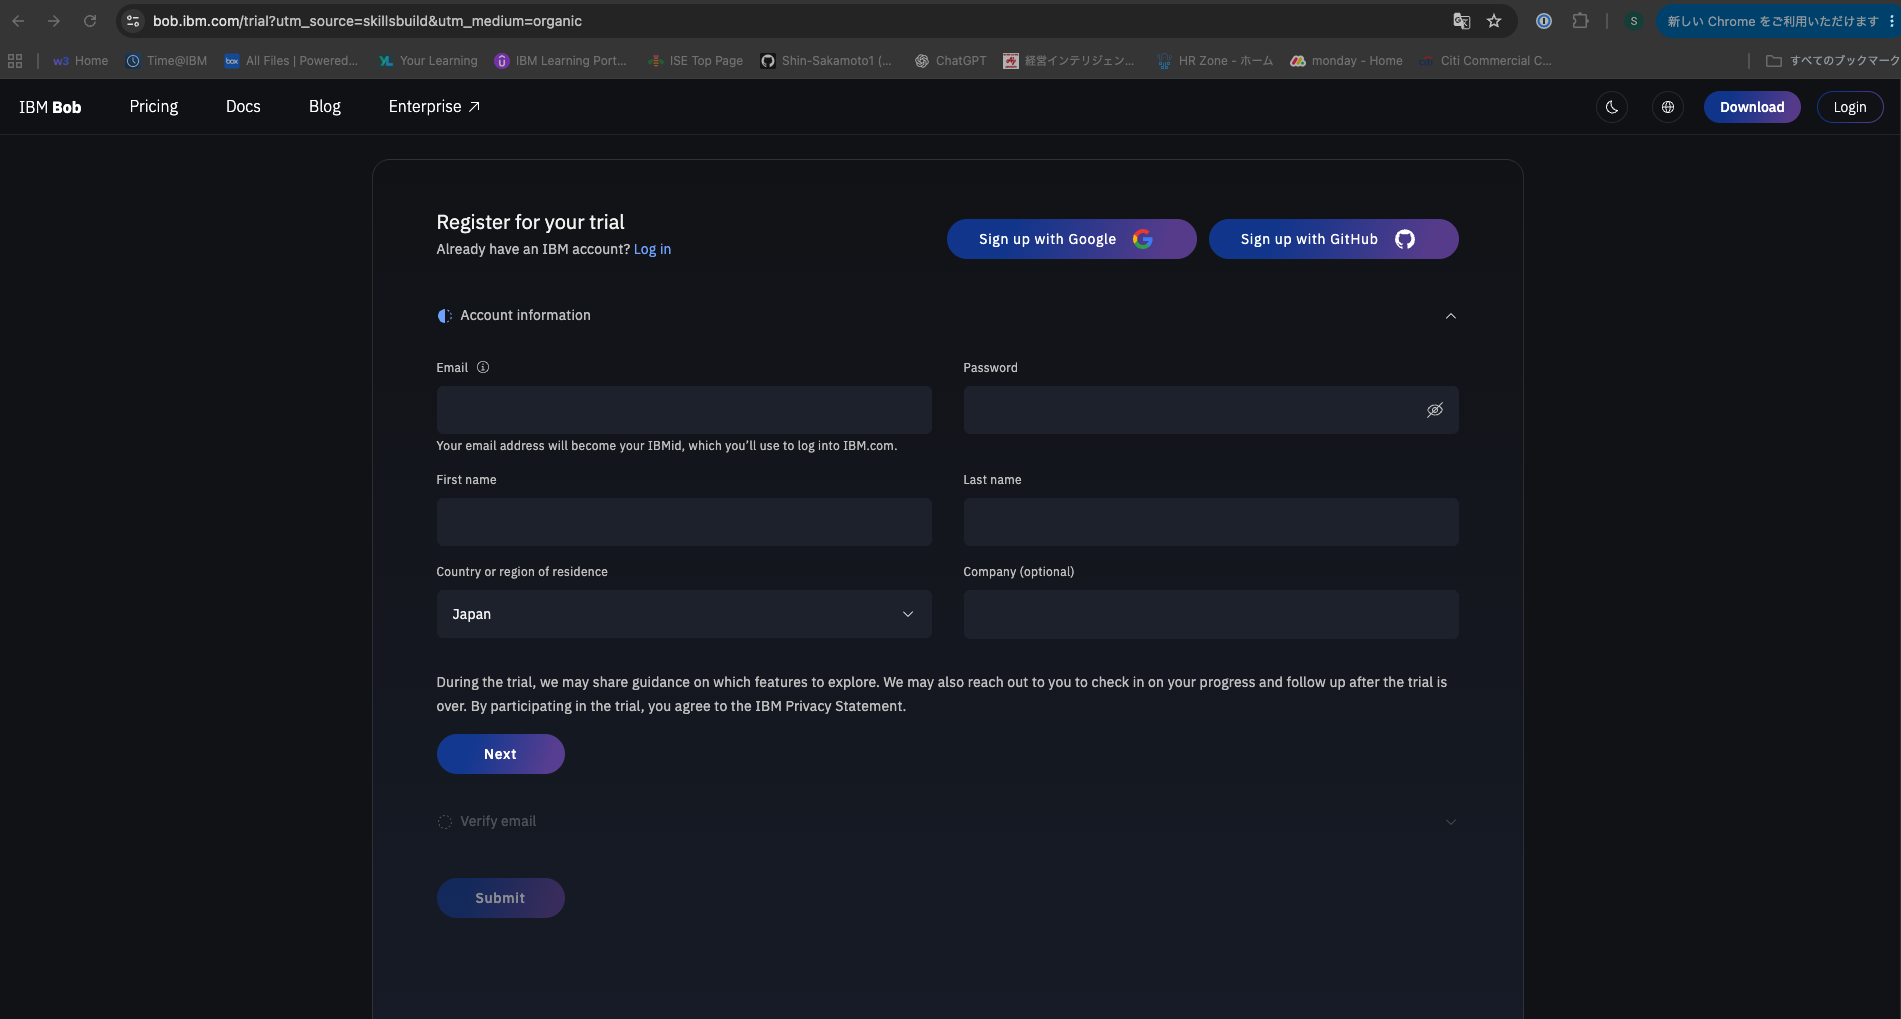 bob.ibm.com/trial?utm_source=skillsbuild&utm_medium=organic
S
新しい Chrome をご利用いただけます
w3 Home
Time@IBM
box All Files | Powered...
YL Your Learning
IBM Learning Port...
ISE Top Page
Shin-Sakamoto1 (...
ChatGPT
経営インテリジェン...
HR Zone - ホーム
monday - Home
Citi Commercial C...
すべてのブックマーク
IBM Bob
Pricing
Docs
Blog
Enterprise
Download
Login
Register for your trial
Already have an IBM account? Log in
Sign up with Google
Sign up with GitHub
Account information
Email
Password
Your email address will become your IBMid, which you’ll use to log into IBM.com.
First name
Last name
Country or region of residence
Company (optional)
Japan
During the trial, we may share guidance on which features to explore. We may also reach out to you to check in on your progress and follow up after the trial is
over. By participating in the trial, you agree to the IBM Privacy Statement.
Next
Verify email
Submit